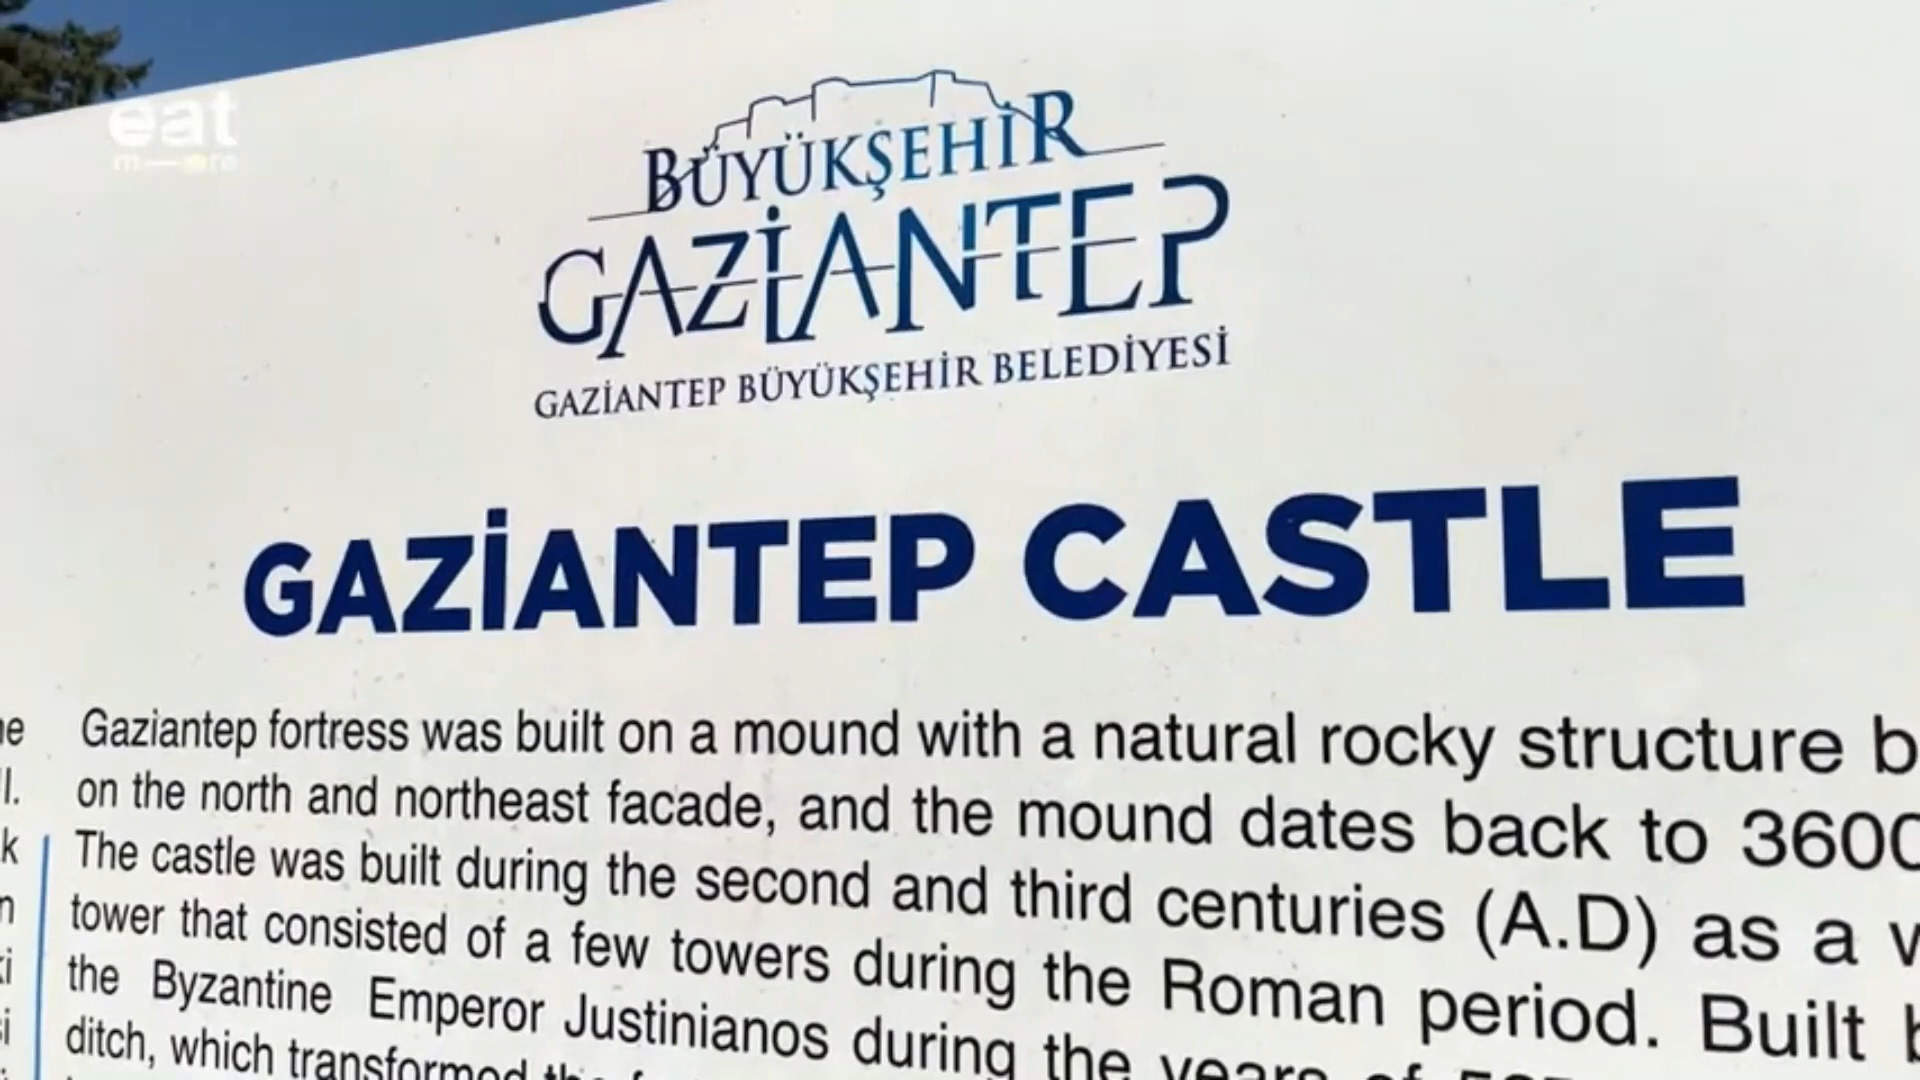 eat
BÜYÜKŞEHİR
GAZİANTEP
GAZİANTEP BÜYÜKŞEHİR BELEDİYESİ
GAZİANTEP CASTLE
Gaziantep fortress was built on a mound with a natural rocky structure
on the north and northeast facade, and the mound dates back to 3600
The castle was built during the second and third centuries (A.D) as a
tower that consisted of a few towers during the Roman period. Built
the Byzantine Emperor Justinianos during the years of
ditch, which transformed the